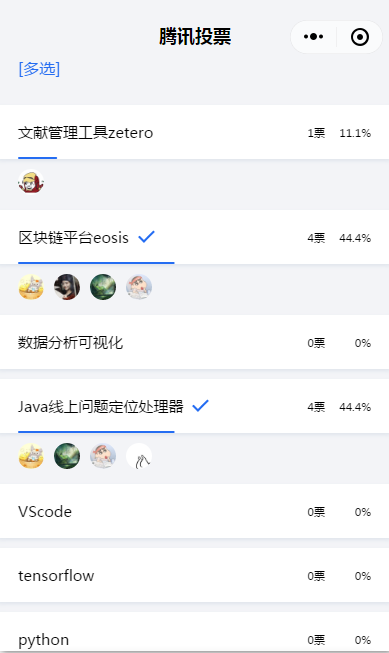 腾讯投票
[多选]
文献管理工具zetero 1票 11.1%
区块链平台eosis 4票 44.4%
数据分析可视化 0票 0%
Java线上问题定位处理器 4票 44.4%
VScode 0票 0%
tensorflow 0票 0%
python 0票 0%